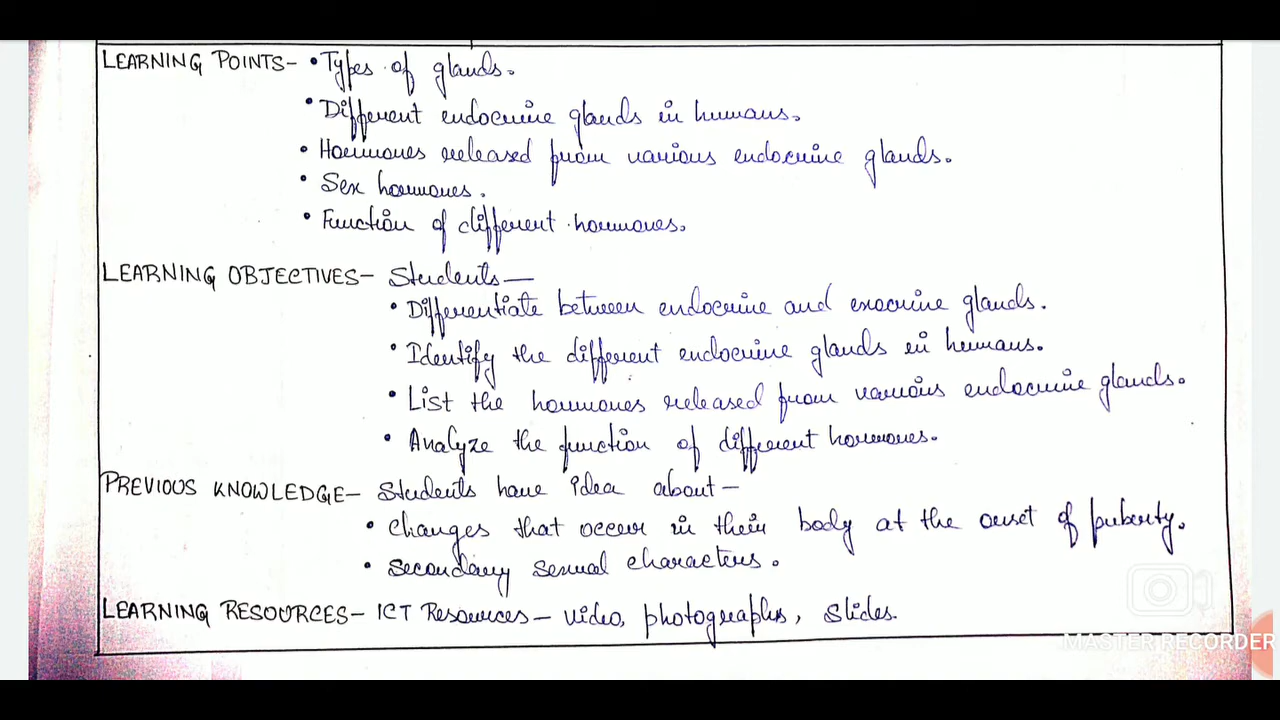 LEARNING POINTS- • Types of glands.
• Different endocrine glands in humans.
• Hormones released from various endocrine glands.
• Sex hormones.
• Function of different hormones.
LEARNING OBJECTIVES- Students—
• Differentiate between endocrine and exocrine glands.
• Identify the different endocrine glands in humans.
• List the hormones released from various endocrine glands.
• Analyze the function of different hormones.
PREVIOUS KNOWLEDGE- Students have idea about-
• Changes that occur in their body at the onset of puberty.
• Secondary sexual characters.
LEARNING RESOURCES- ICT Resources- video, photographs, slides.
MASTER RECORDER